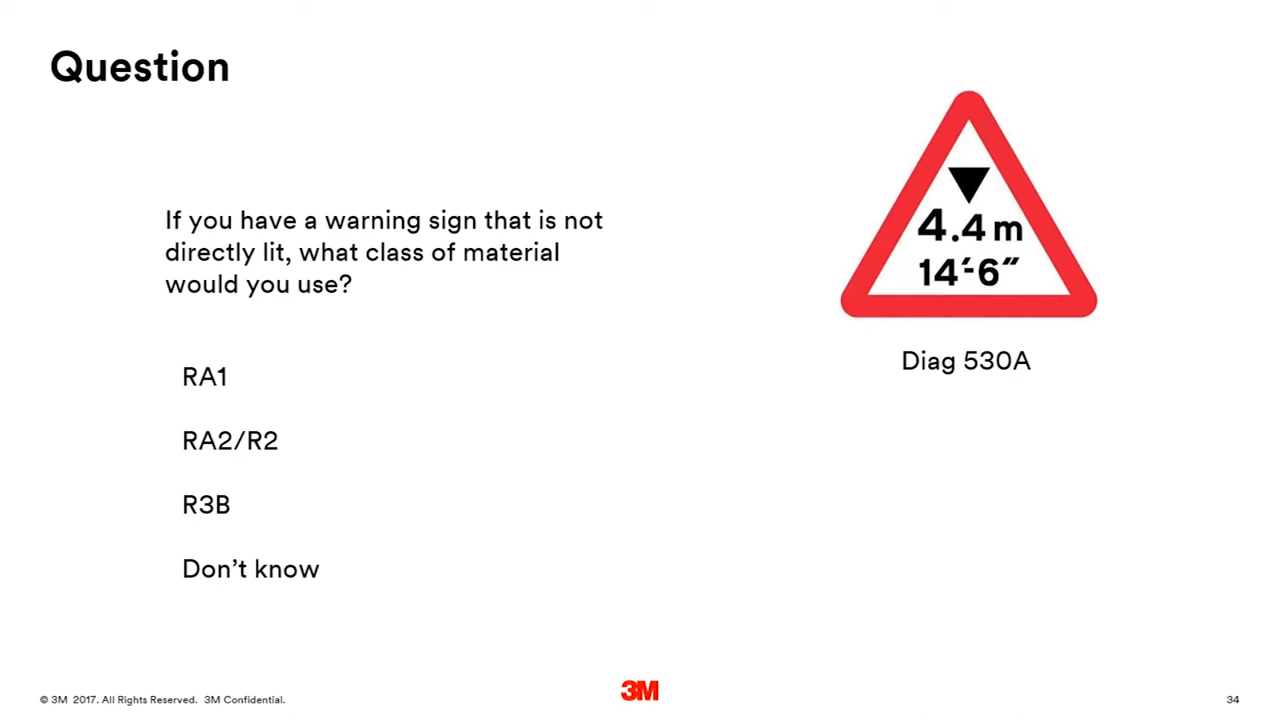 Question
If you have a warning sign that is not
directly lit, what class of material
would you use?
RA1
RA2/R2
R3B
Don’t know
4.4 m
14′-6″
Diag 530A
© 3M 2017. All Rights Reserved. 3M Confidential.
3M
34